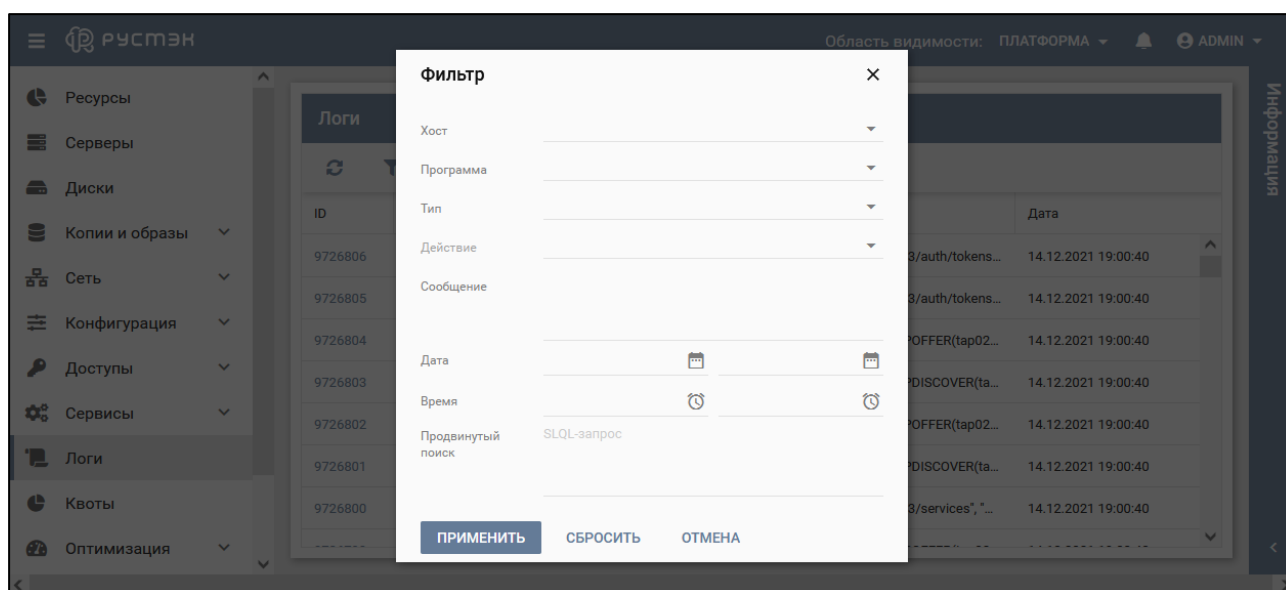 РУСТЭК
Область видимости: ПЛАТФОРМА
ADMIN
Ресурсы
Серверы
Диски
Копии и образы
Сеть
Конфигурация
Доступы
Сервисы
Логи
Квоты
Оптимизация
Логи
ID
Дата
9726806
3/auth/tokens...
14.12.2021 19:00:40
9726805
3/auth/tokens...
14.12.2021 19:00:40
9726804
POFFER(tap02...
14.12.2021 19:00:40
9726803
PDISCOVER(ta...
14.12.2021 19:00:40
9726802
POFFER(tap02...
14.12.2021 19:00:40
9726801
PDISCOVER(ta...
14.12.2021 19:00:40
9726800
3/services", "...
14.12.2021 19:00:40
Фильтр
Хост
Программа
Тип
Действие
Сообщение
Дата
Время
Продвинутый
поиск
SLQL-запрос
ПРИМЕНИТЬ
СБРОСИТЬ
ОТМЕНА
Информация